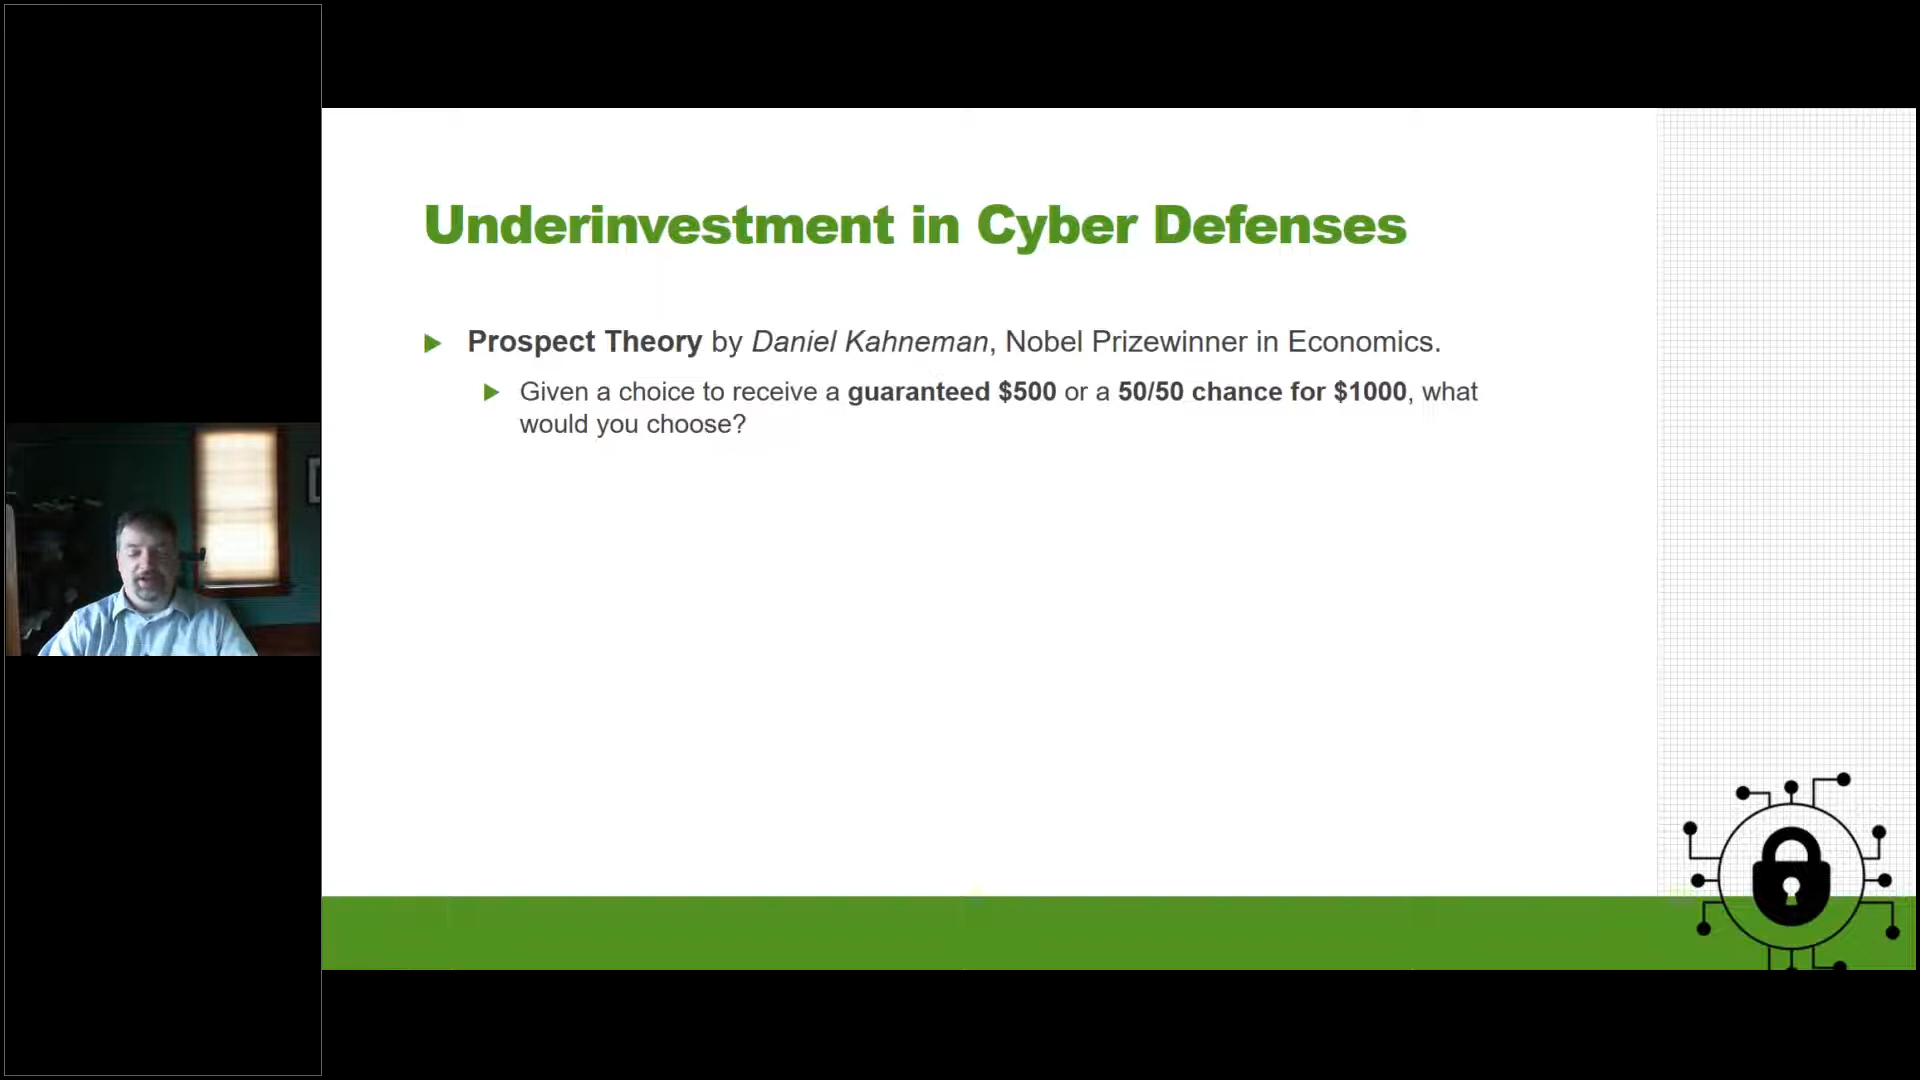 Underinvestment in Cyber Defenses
Prospect Theory by Daniel Kahneman, Nobel Prizewinner in Economics.
Given a choice to receive a guaranteed $500 or a 50/50 chance for $1000, what
would you choose?